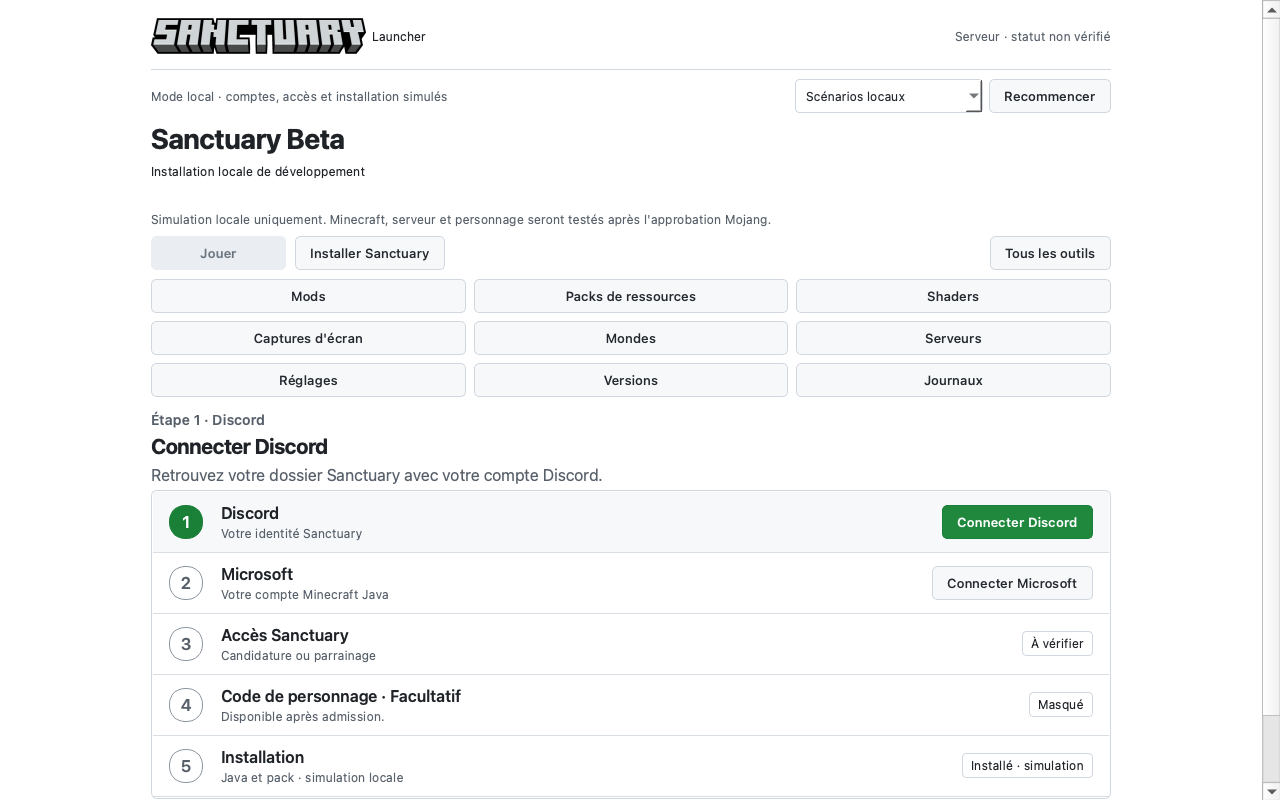 SANCTUARY Launcher
Serveur · statut non vérifié
Mode local · comptes, accès et installation simulés
Scénarios locaux
Recommencer
Sanctuary Beta
Installation locale de développement
Simulation locale uniquement. Minecraft, serveur et personnage seront testés après l'approbation Mojang.
Jouer
Installer Sanctuary
Tous les outils
Mods
Packs de ressources
Shaders
Captures d'écran
Mondes
Serveurs
Réglages
Versions
Journaux
Étape 1 · Discord
Connecter Discord
Retrouvez votre dossier Sanctuary avec votre compte Discord.
1
Discord
Votre identité Sanctuary
Connecter Discord
2
Microsoft
Votre compte Minecraft Java
Connecter Microsoft
3
Accès Sanctuary
Candidature ou parrainage
À vérifier
4
Code de personnage · Facultatif
Disponible après admission.
Masqué
5
Installation
Java et pack · simulation locale
Installé · simulation